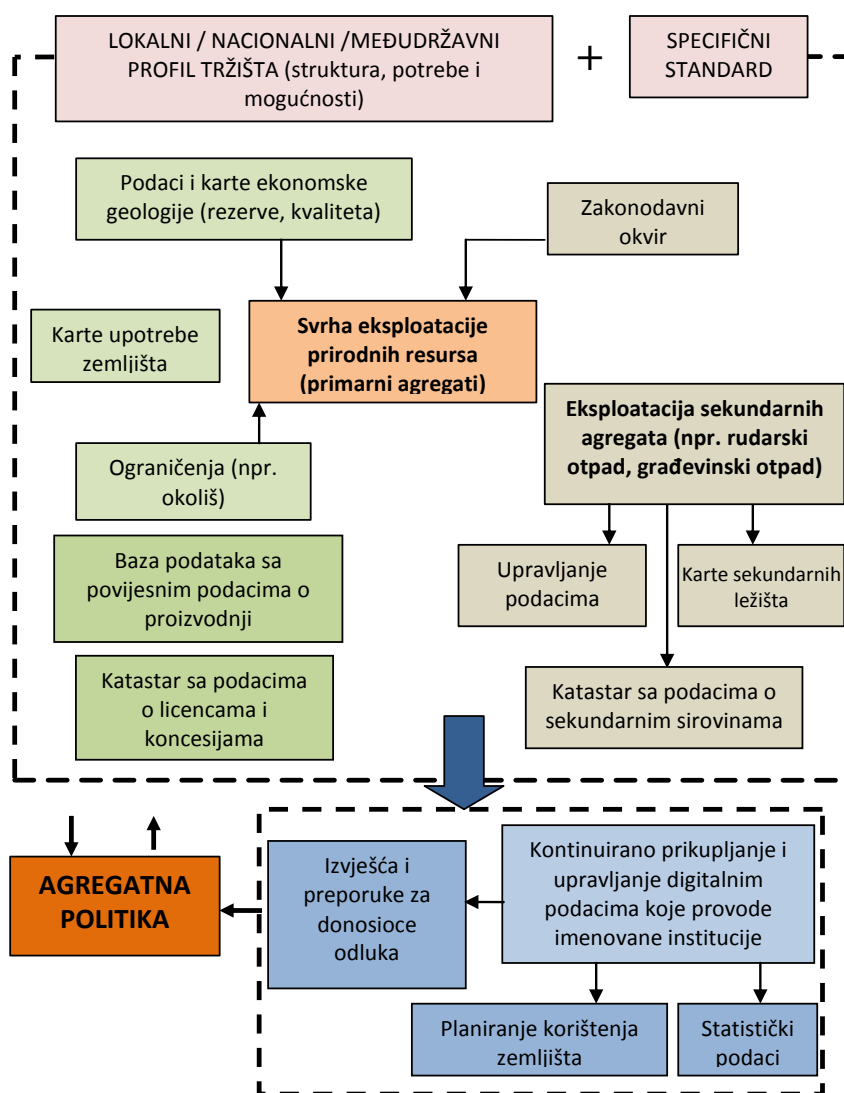 LOKALNI / NACIONALNI /MEĐUDRŽAVNI
PROFIL TRŽIŠTA (struktura, potrebe i
mogućnosti)
+
SPECIFIČNI
STANDARD
Podaci i karte ekonomske
geologije (rezerve, kvaliteta)
Zakonodavni
okvir
Karte upotrebe
zemljišta
Svrha eksploatacije
prirodnih resursa
(primarni agregati)
Eksploatacija sekundarnih
agregata (npr. rudarski
otpad, građevinski otpad)
Ograničenja (npr.
okoliš)
Baza podataka sa
povijesnim podacima o
proizvodnji
Upravljanje
podacima
Karte sekundarnih
ležišta
Katastar sa podacima
o licencama i
koncesijama
Katastar sa podacima o
sekundarnim sirovinama
AGREGATNA
POLITIKA
Izvješća i
preporuke za
donosioce
odluka
Kontinuirano prikupljanje i
upravljanje digitalnim
podacima koje provode
imenovane institucije
Planiranje korištenja
zemljišta
Statistički
podaci